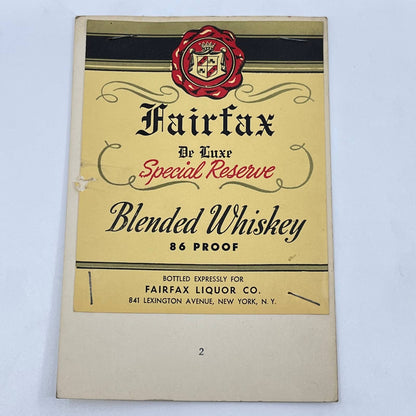 Fairfax
De Luxe
Special Reserve
Blended Whiskey
86 PROOF
BOTTLED EXPRESSLY FOR
FAIRFAX LIQUOR CO.
841 LEXINGTON AVENUE, NEW YORK, N. Y.
2